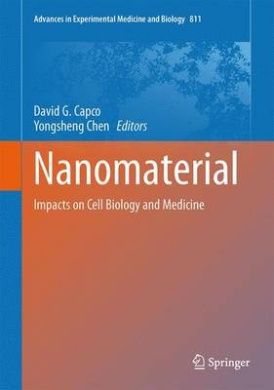 Advances in Experimental Medicine and Biology 811
David G. Capco
Yongsheng Chen Editors
Nanomaterial
Impacts on Cell Biology and Medicine
Springer